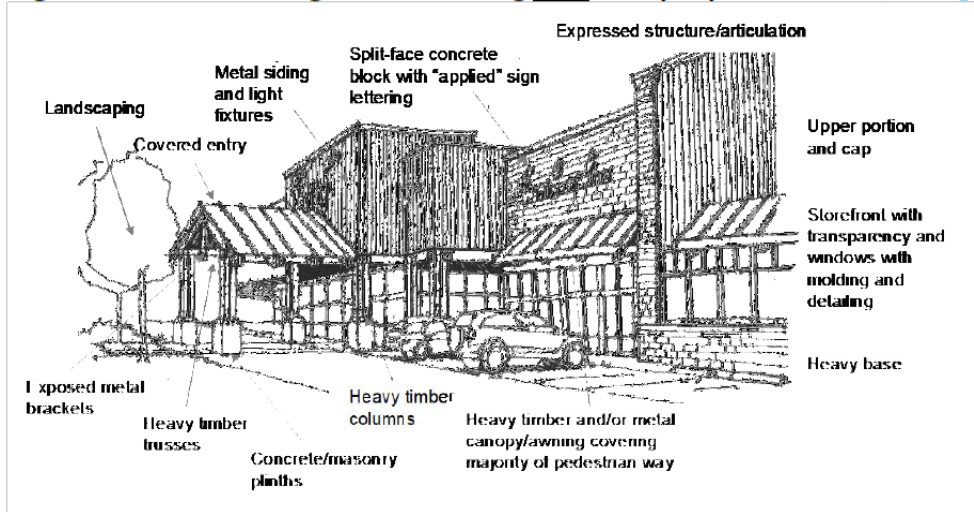 Expressed structure/articulation
Split-face concrete
block with "applied" sign
lettering
Metal siding
and light
fixtures
Landscaping
Covered entry
Upper portion
and cap
Storefront with
transparency and
windows with
molding and
detailing
Heavy base
Exposed metal
brackets
Heavy timber
trusses
Concrete/masonry
plinths
Heavy timber
columns
Heavy timber and/or metal
canopy/awning covering
majority of pedestrian way